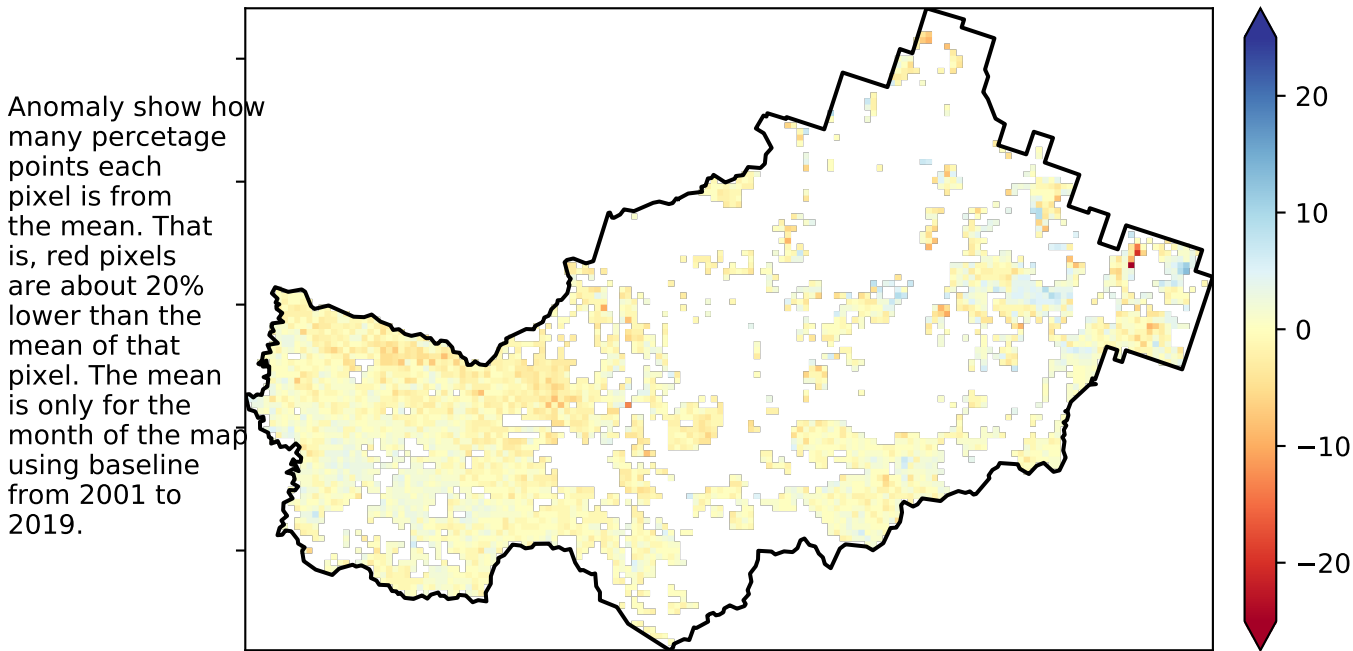 Anomaly show how
many percetage
points each
pixel is from
the mean. That
is, red pixels
are about 20%
lower than the
mean of that
pixel. The mean
is only for the
month of the map
using baseline
from 2001 to
2019.
20
10
0
−10
−20